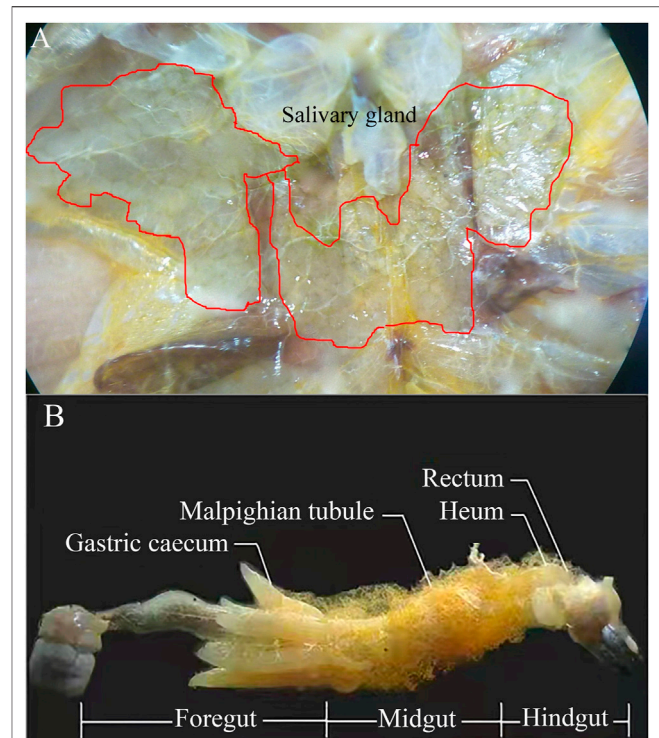 A
Salivary gland
B
Rectum
Malpighian tubule
Heum
Gastric caecum
Foregut
Midgut
Hindgut